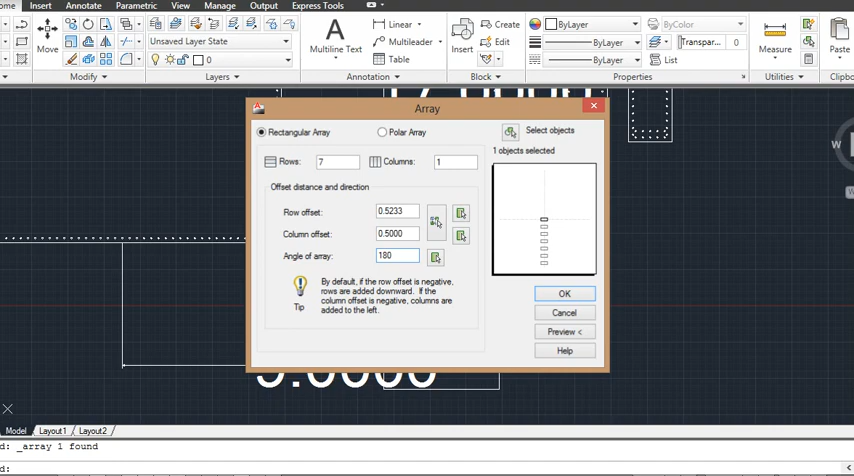 ome Insert Annotate Parametric View Manage Output Express Tools
Move
Modify
Unsaved Layer State
0
Layers
A
Multiline Text
Linear
Multileader
Table
Annotation
Insert
Create
Edit
Block
ByLayer
ByLayer
ByLayer
ByColor
Transpar... 0
List
Properties
Measure
Utilities
Paste
Clipbo
Array
Rectangular Array
Polar Array
Select objects
1 objects selected
Rows: 7
Columns: 1
Offset distance and direction
Row offset: 0.5233
Column offset: 0.5000
Angle of array: 180
Tip
By default, if the row offset is negative,
rows are added downward. If the
column offset is negative, columns are
added to the left.
OK
Cancel
Preview <
Help
W
Model Layout1 Layout2
d: _array 1 found
d: